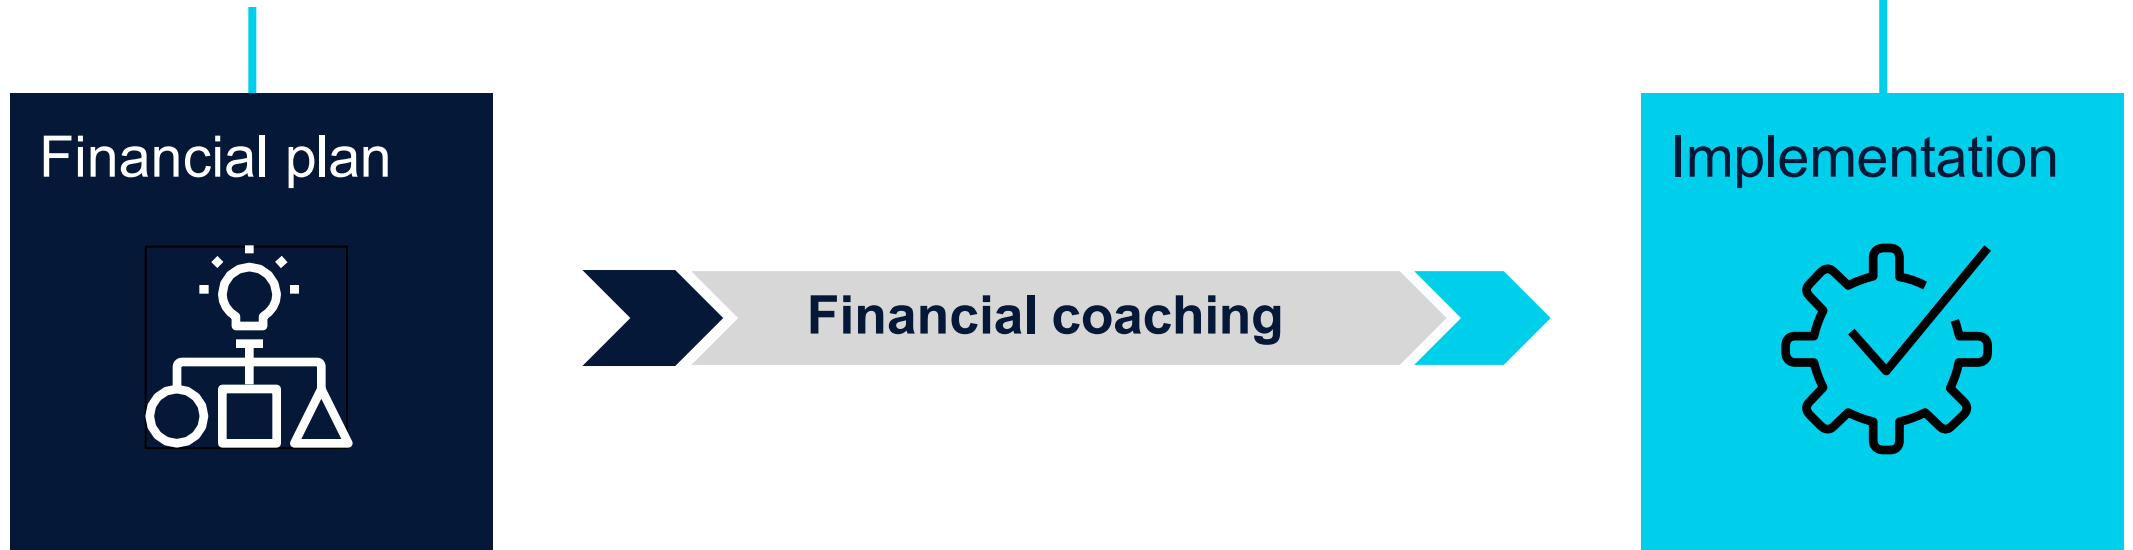 Financial plan
Financial coaching
Implementation